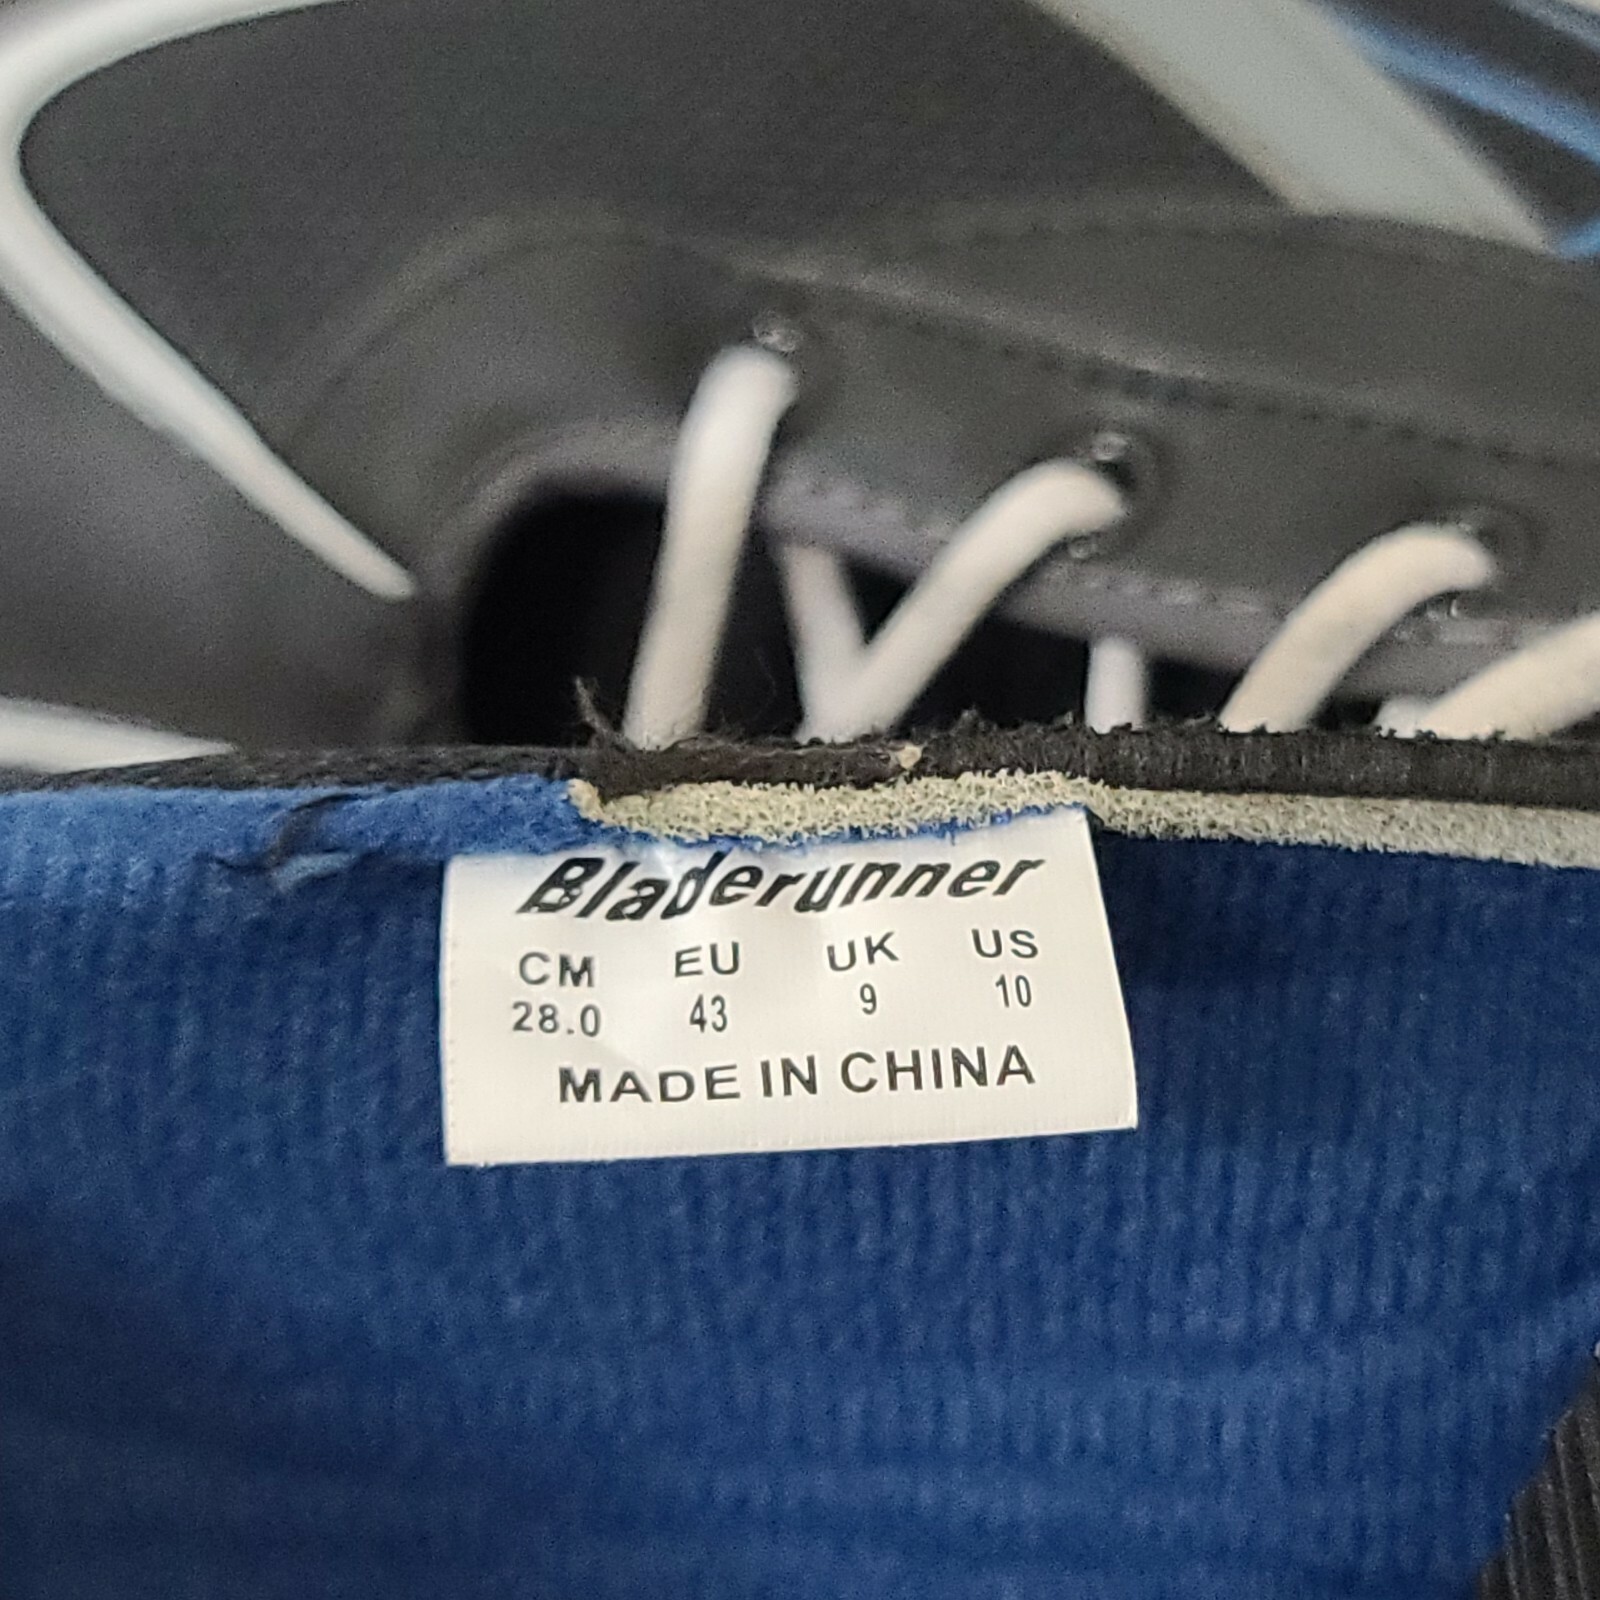 Bladerunner
CM EU UK US
28.0 43 9 10
MADE IN CHINA